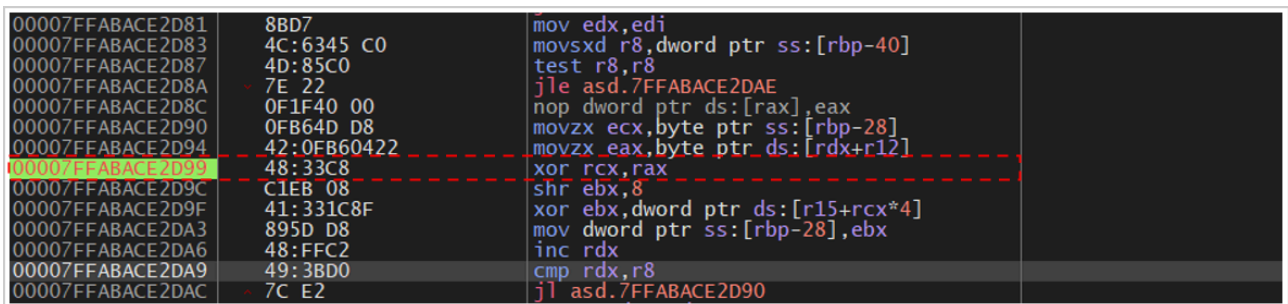 00007FFABACE2D81 8BD7 mov edx,edi
00007FFABACE2D83 4C:6345 C0 movsxd r8,dword ptr ss:[rbp-40]
00007FFABACE2D87 4D:85C0 test r8,r8
00007FFABACE2D8A 7E 22 jle asd.7FFABACE2DAE
00007FFABACE2D8C 0F1F40 00 nop dword ptr ds:[rax],eax
00007FFABACE2D90 0FB64D D8 movzx ecx,byte ptr ss:[rbp-28]
00007FFABACE2D94 42:0FB60422 movzx eax,byte ptr ds:[rdx+r12]
00007FFABACE2D99 48:33C8 xor rcx,rax
00007FFABACE2D9C C1EB 08 shr ebx,8
00007FFABACE2D9F 41:331C8F xor ebx,dword ptr ds:[r15+rcx*4]
00007FFABACE2DA3 895D D8 mov dword ptr ss:[rbp-28],ebx
00007FFABACE2DA6 48:FFC2 inc rdx
00007FFABACE2DA9 49:3BD0 cmp rdx,r8
00007FFABACE2DAC 7C E2 jl asd.7FFABACE2D90